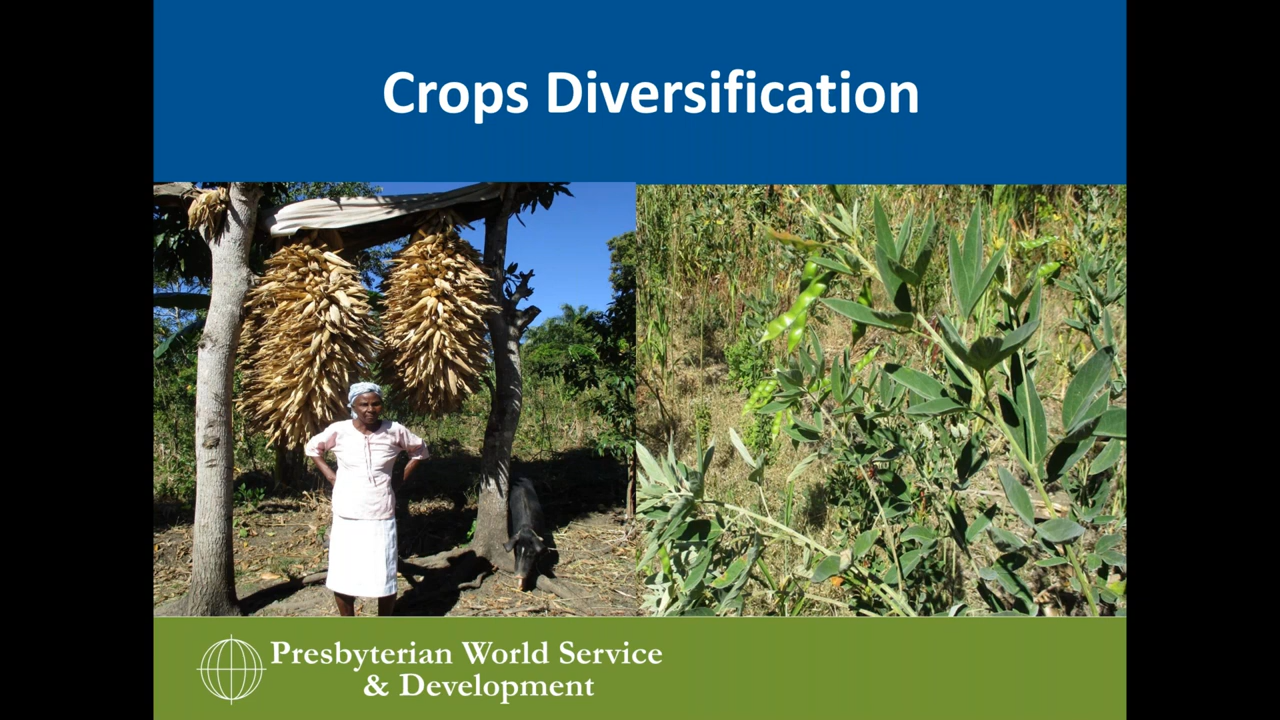 Crops Diversification
Presbyterian World Service
& Development